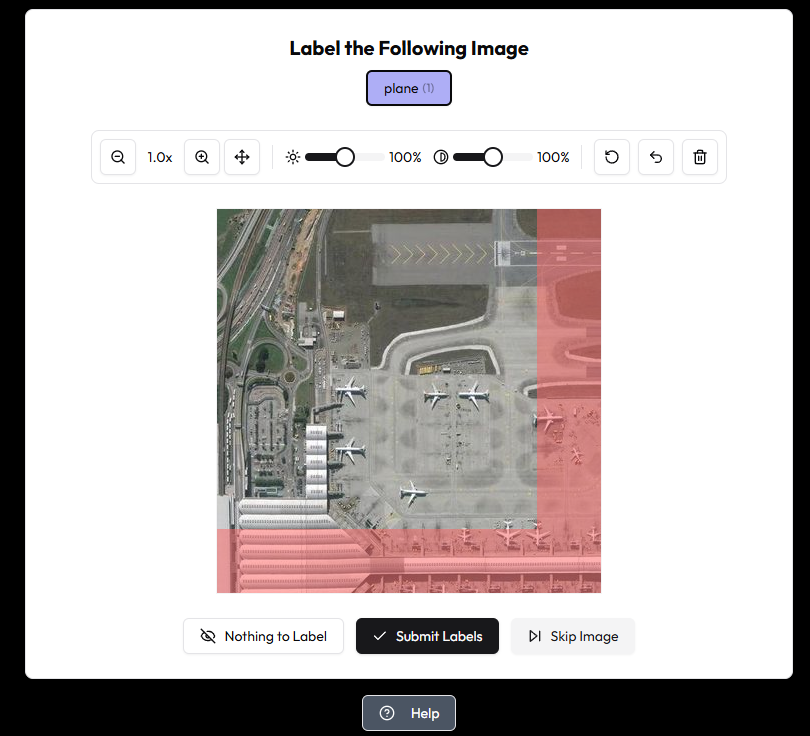 Label the Following Image
plane (1)
1.0x 100% 100%
Nothing to Label Submit Labels Skip Image
Help